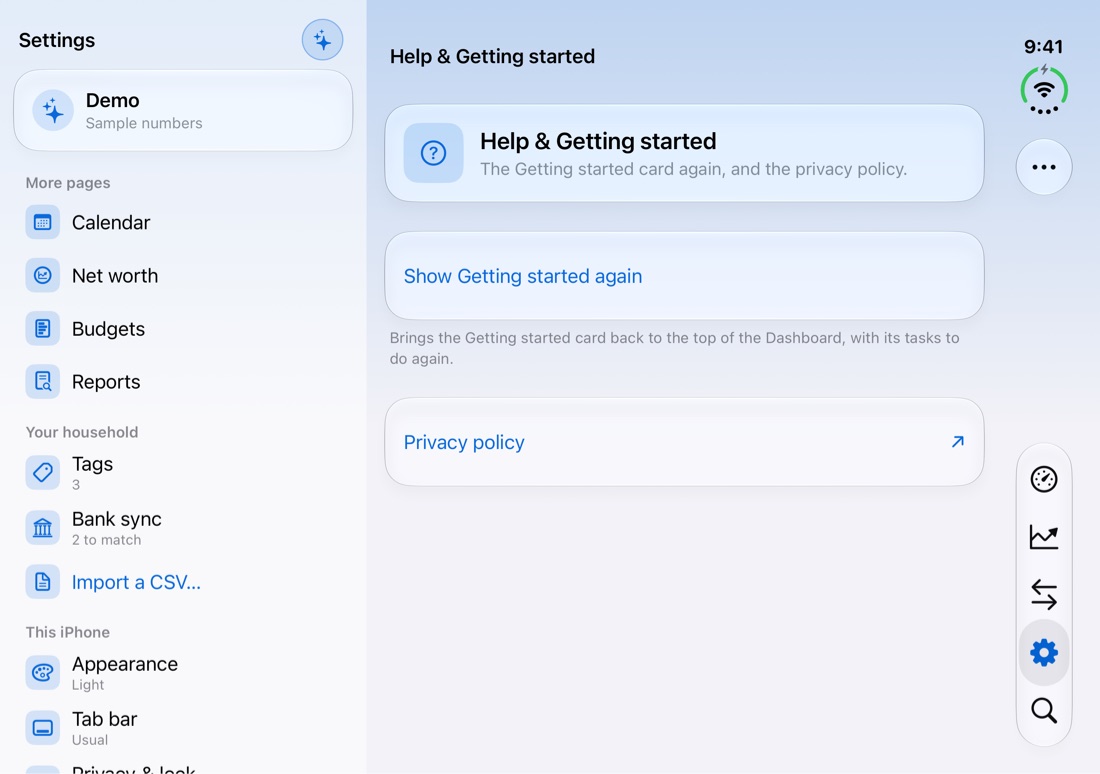 Settings
Demo
Sample numbers
More pages
Calendar
Net worth
Budgets
Reports
Your household
Tags
3
Bank sync
2 to match
Import a CSV...
This iPhone
Appearance
Light
Tab bar
Usual
Privacy & lock
Help & Getting started
Help & Getting started
The Getting started card again, and the privacy policy.
Show Getting started again
Brings the Getting started card back to the top of the Dashboard, with its tasks to
do again.
Privacy policy
9:41